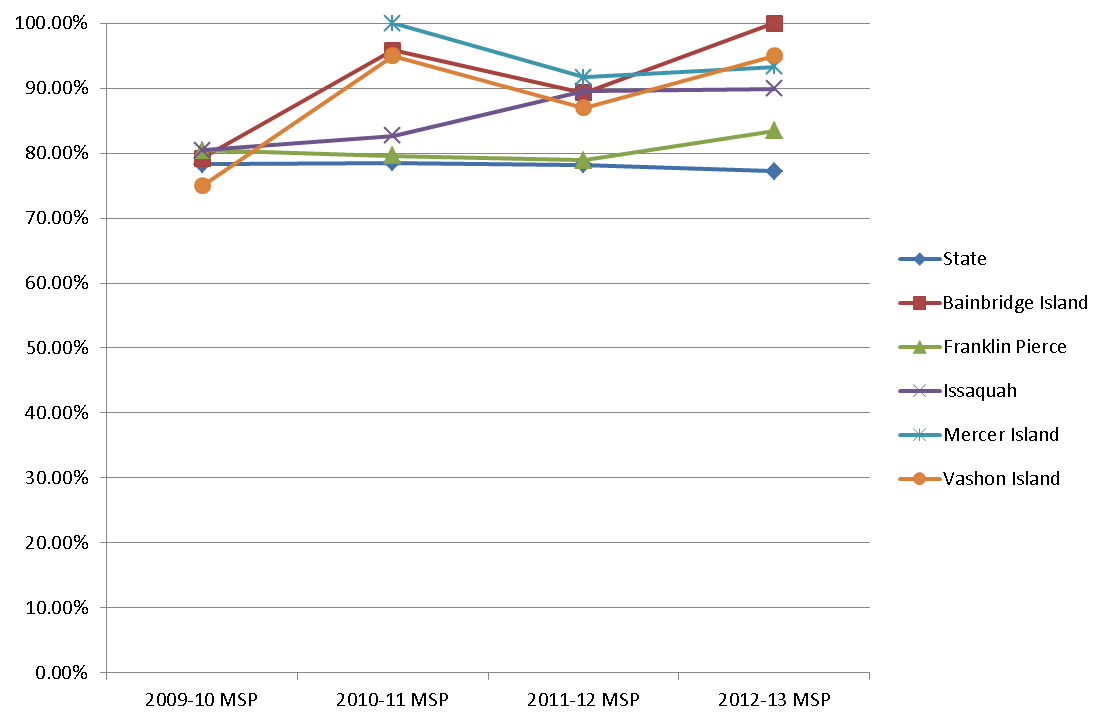 100.00%
90.00%
80.00%
70.00%
60.00%
50.00%
40.00%
30.00%
20.00%
10.00%
0.00%
2009-10 MSP
2010-11 MSP
2011-12 MSP
2012-13 MSP
State
Bainbridge Island
Franklin Pierce
Issaquah
Mercer Island
Vashon Island